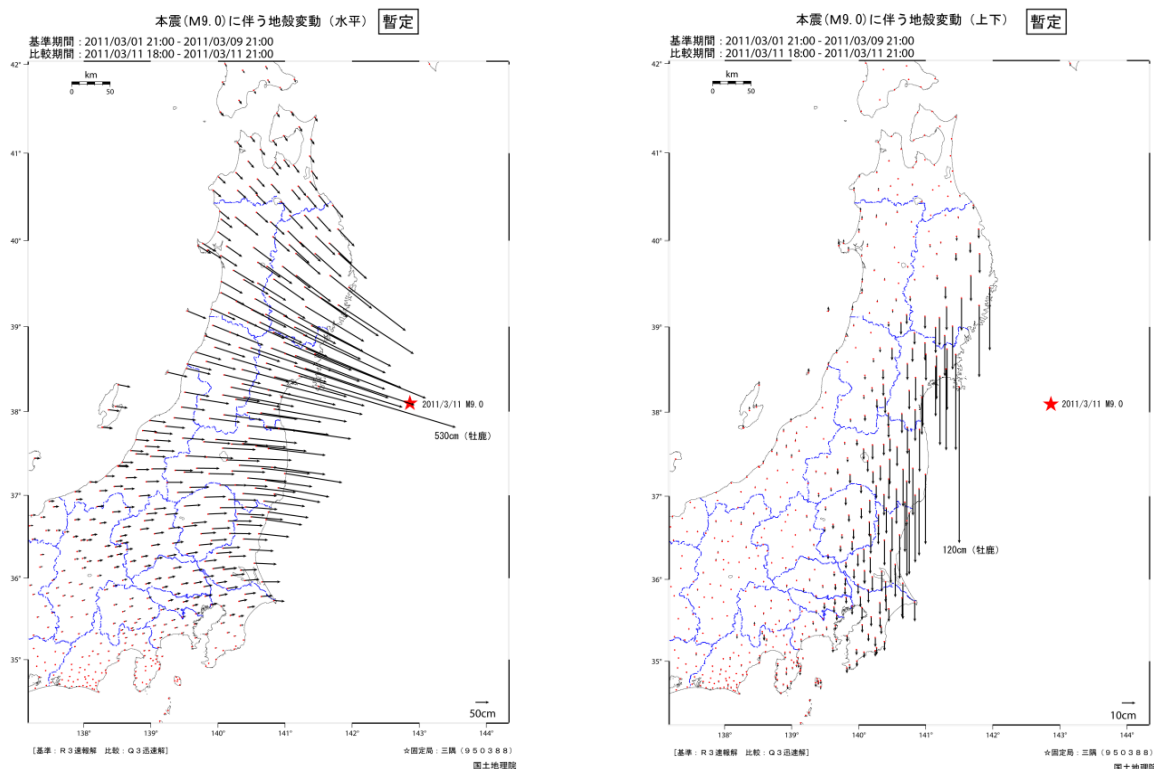 本震(M9.0)に伴う地殻変動（水平） 暫定
基準期間：2011/03/01 21:00 - 2011/03/09 21:00
比較期間：2011/03/11 18:00 - 2011/03/11 21:00
42°
km
0 50
41°
40°
39°
38°
2011/3/11 M9.0
530cm（牡鹿）
37°
36°
35°
50cm
138° 139° 140° 141° 142° 143° 144°
[基準：R３速報解 比較：Q３迅速解]
☆固定局：三隅（９５０３８８）
国土地理院
本震(M9.0)に伴う地殻変動（上下） 暫定
基準期間：2011/03/01 21:00 - 2011/03/09 21:00
比較期間：2011/03/11 18:00 - 2011/03/11 21:00
42°
km
0 50
41°
40°
39°
38°
2011/3/11 M9.0
37°
120cm（牡鹿）
36°
35°
10cm
138° 139° 140° 141° 142° 143° 144°
[基準：R３速報解 比較：Q３迅速解]
☆固定局：三隅（９５０３８８）
国土地理院